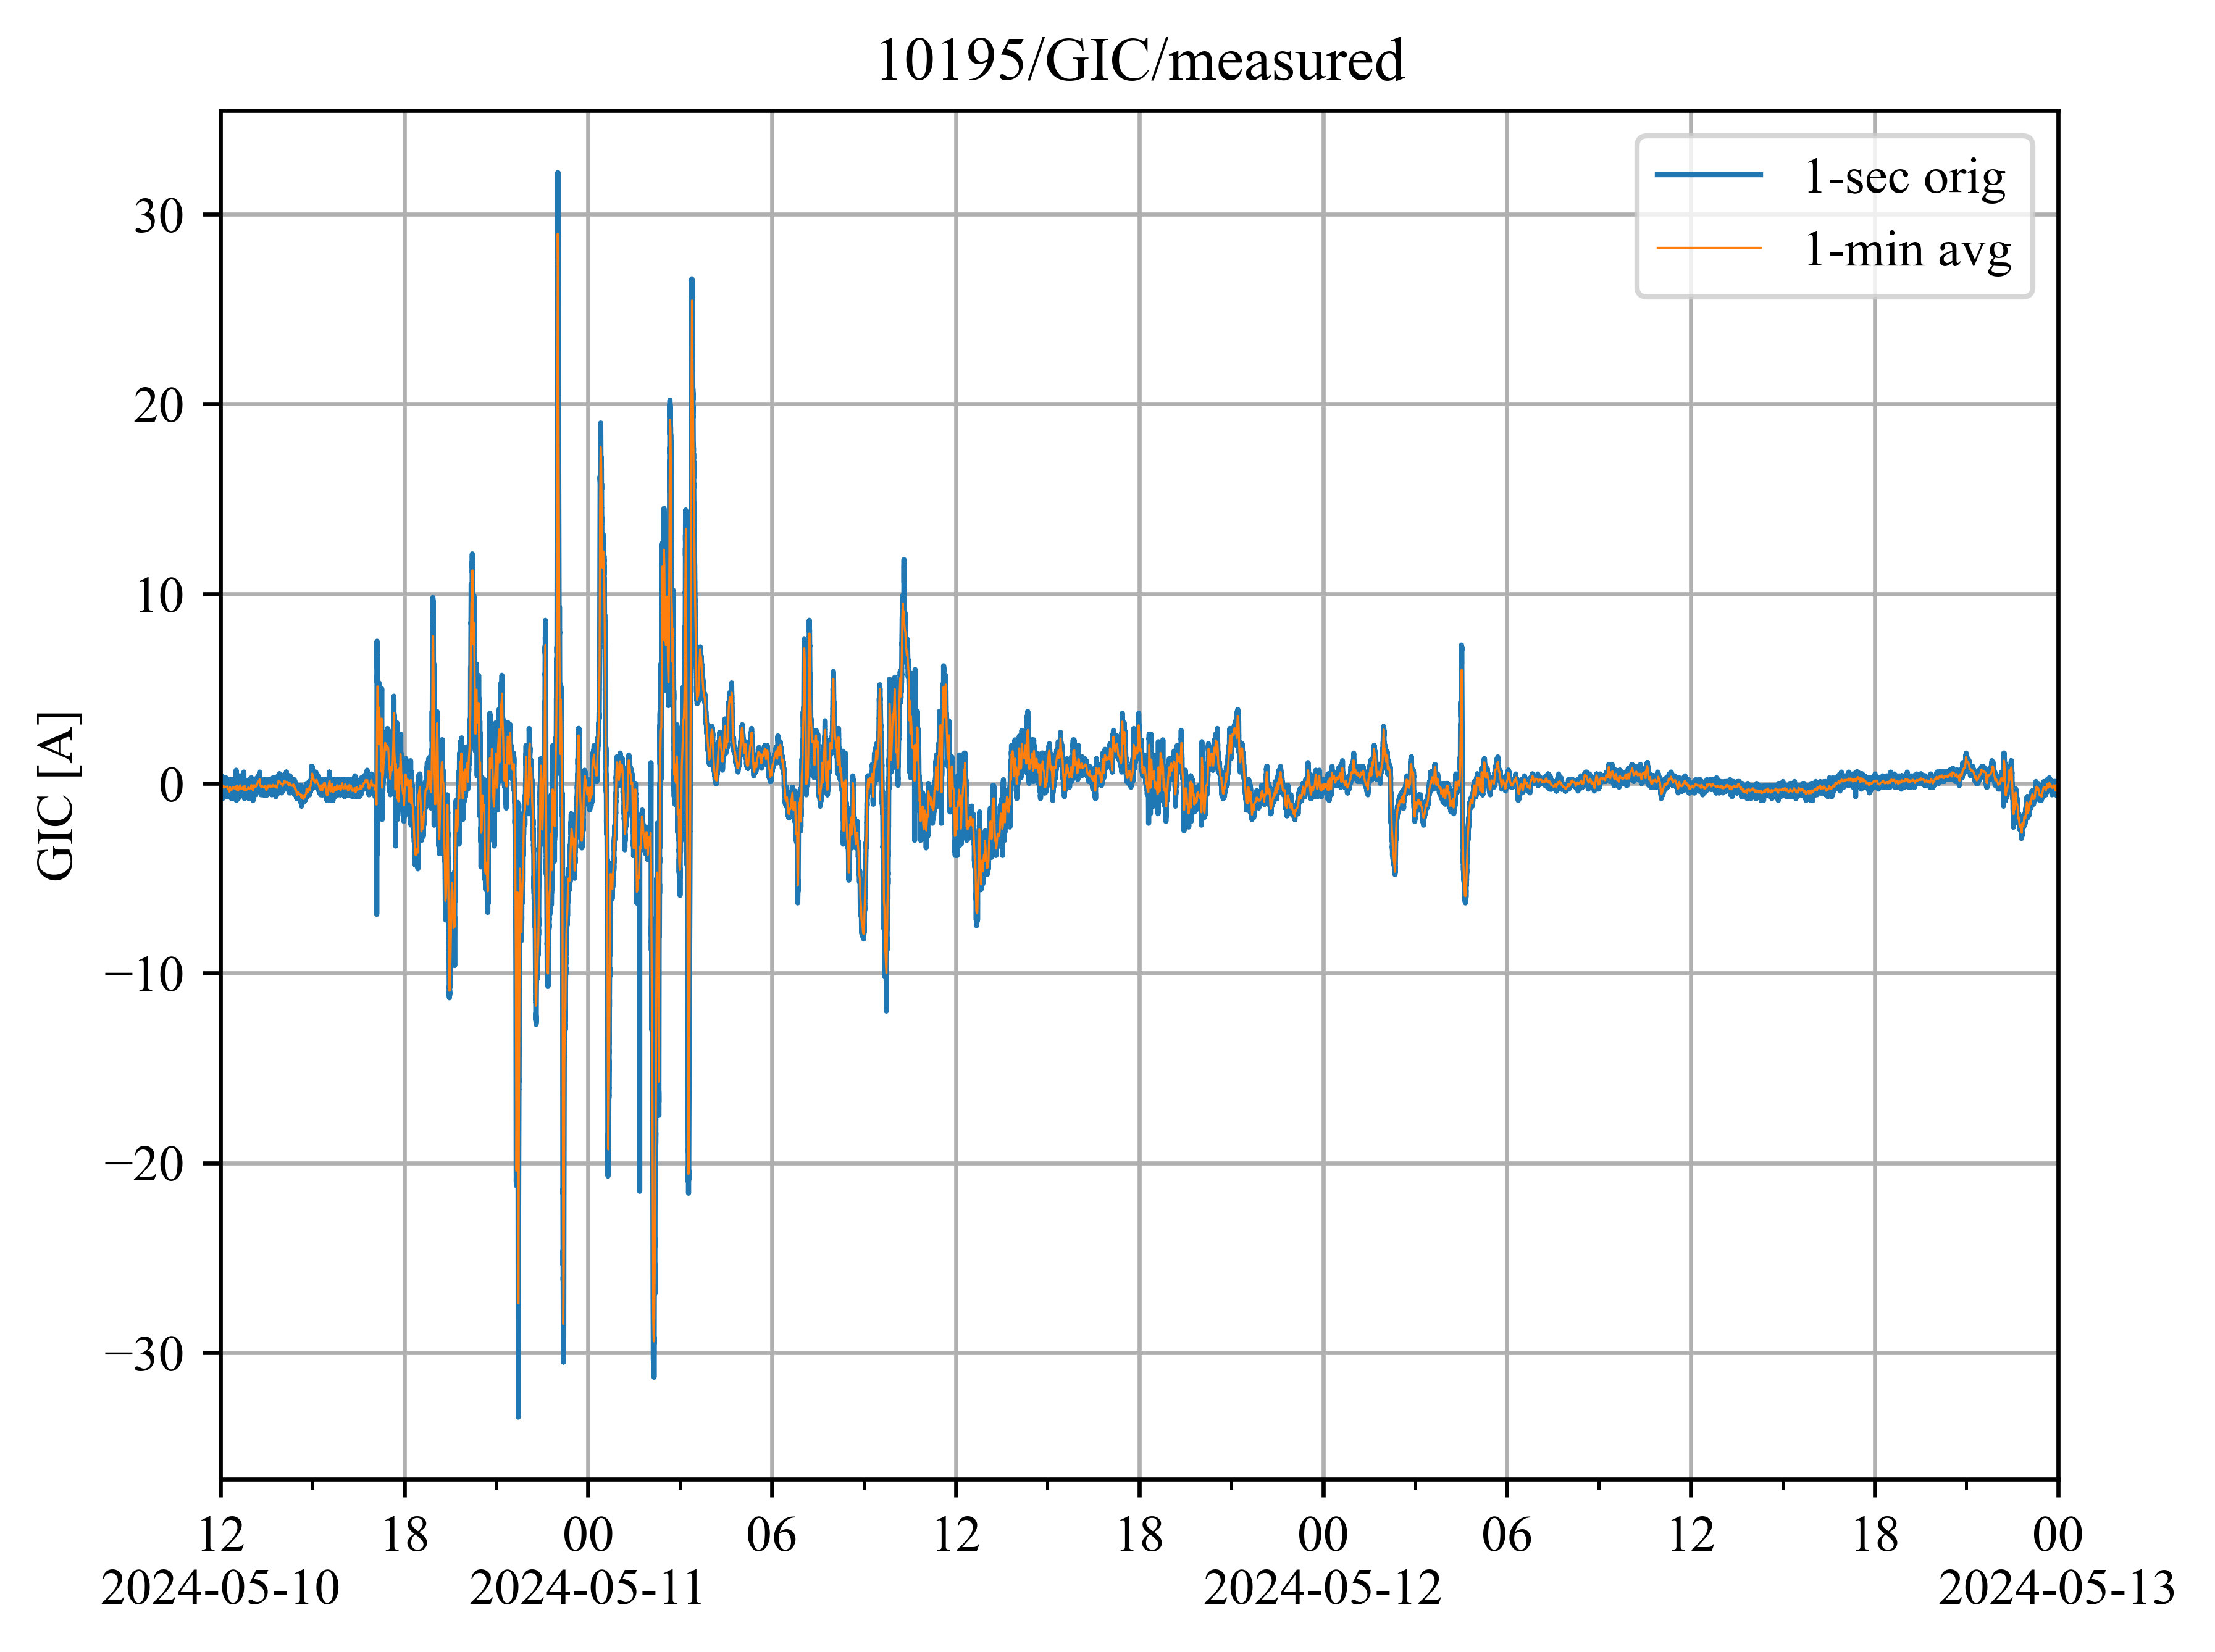 10195/GIC/measured
1-sec orig
1-min avg
GIC [A]
30
20
10
0
−10
−20
−30
12 18 00 06 12 18 00 06 12 18 00
2024-05-10 2024-05-11 2024-05-12 2024-05-13